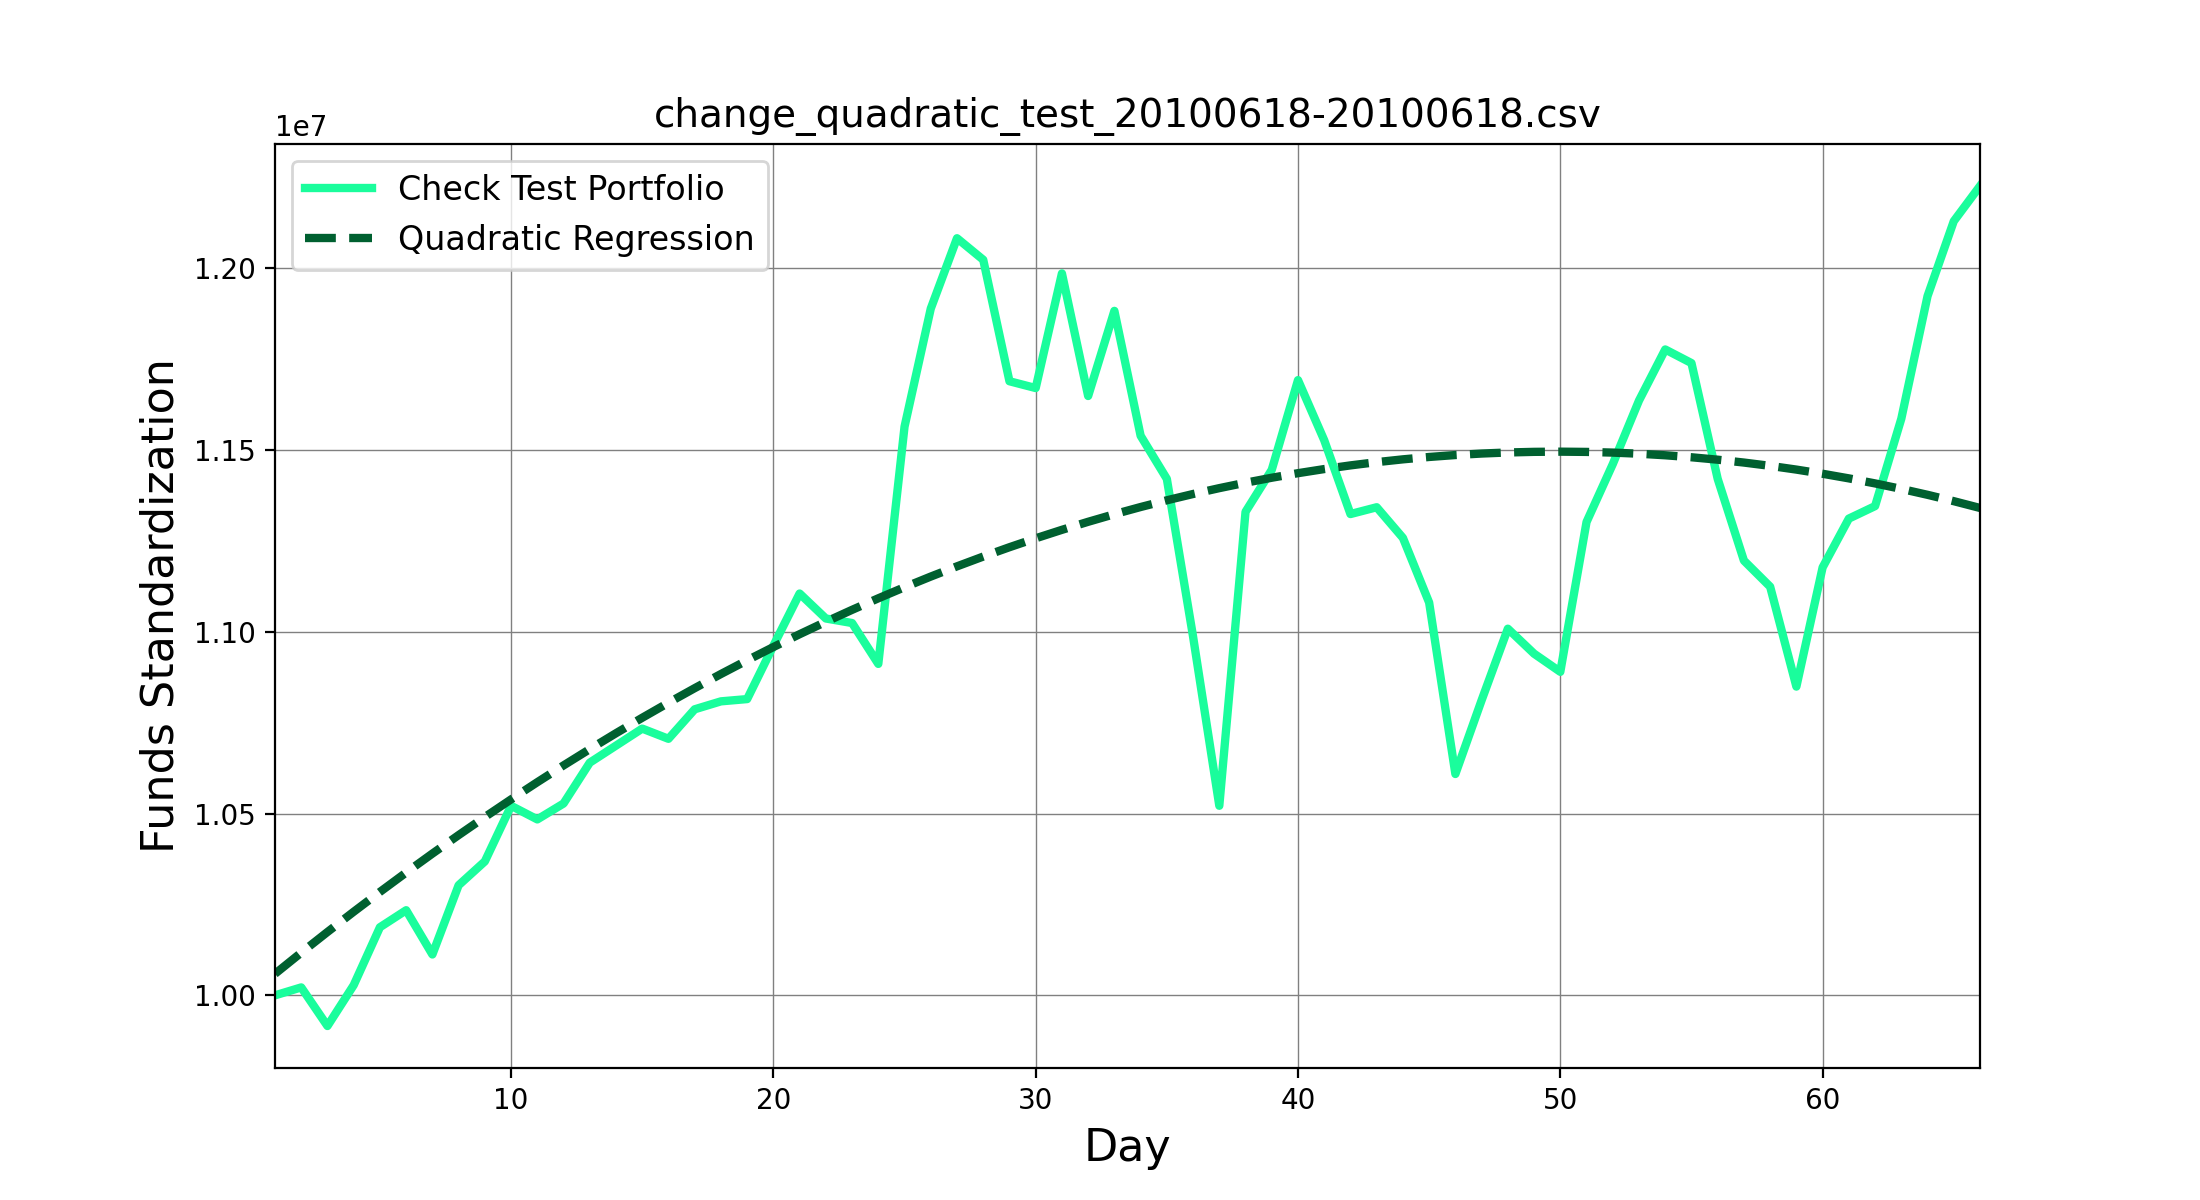 change_quadratic_test_20100618-20100618.csv
1e7
Check Test Portfolio
Quadratic Regression
1.20
1.15
1.10
1.05
1.00
Funds Standardization
10 20 30 40 50 60
Day